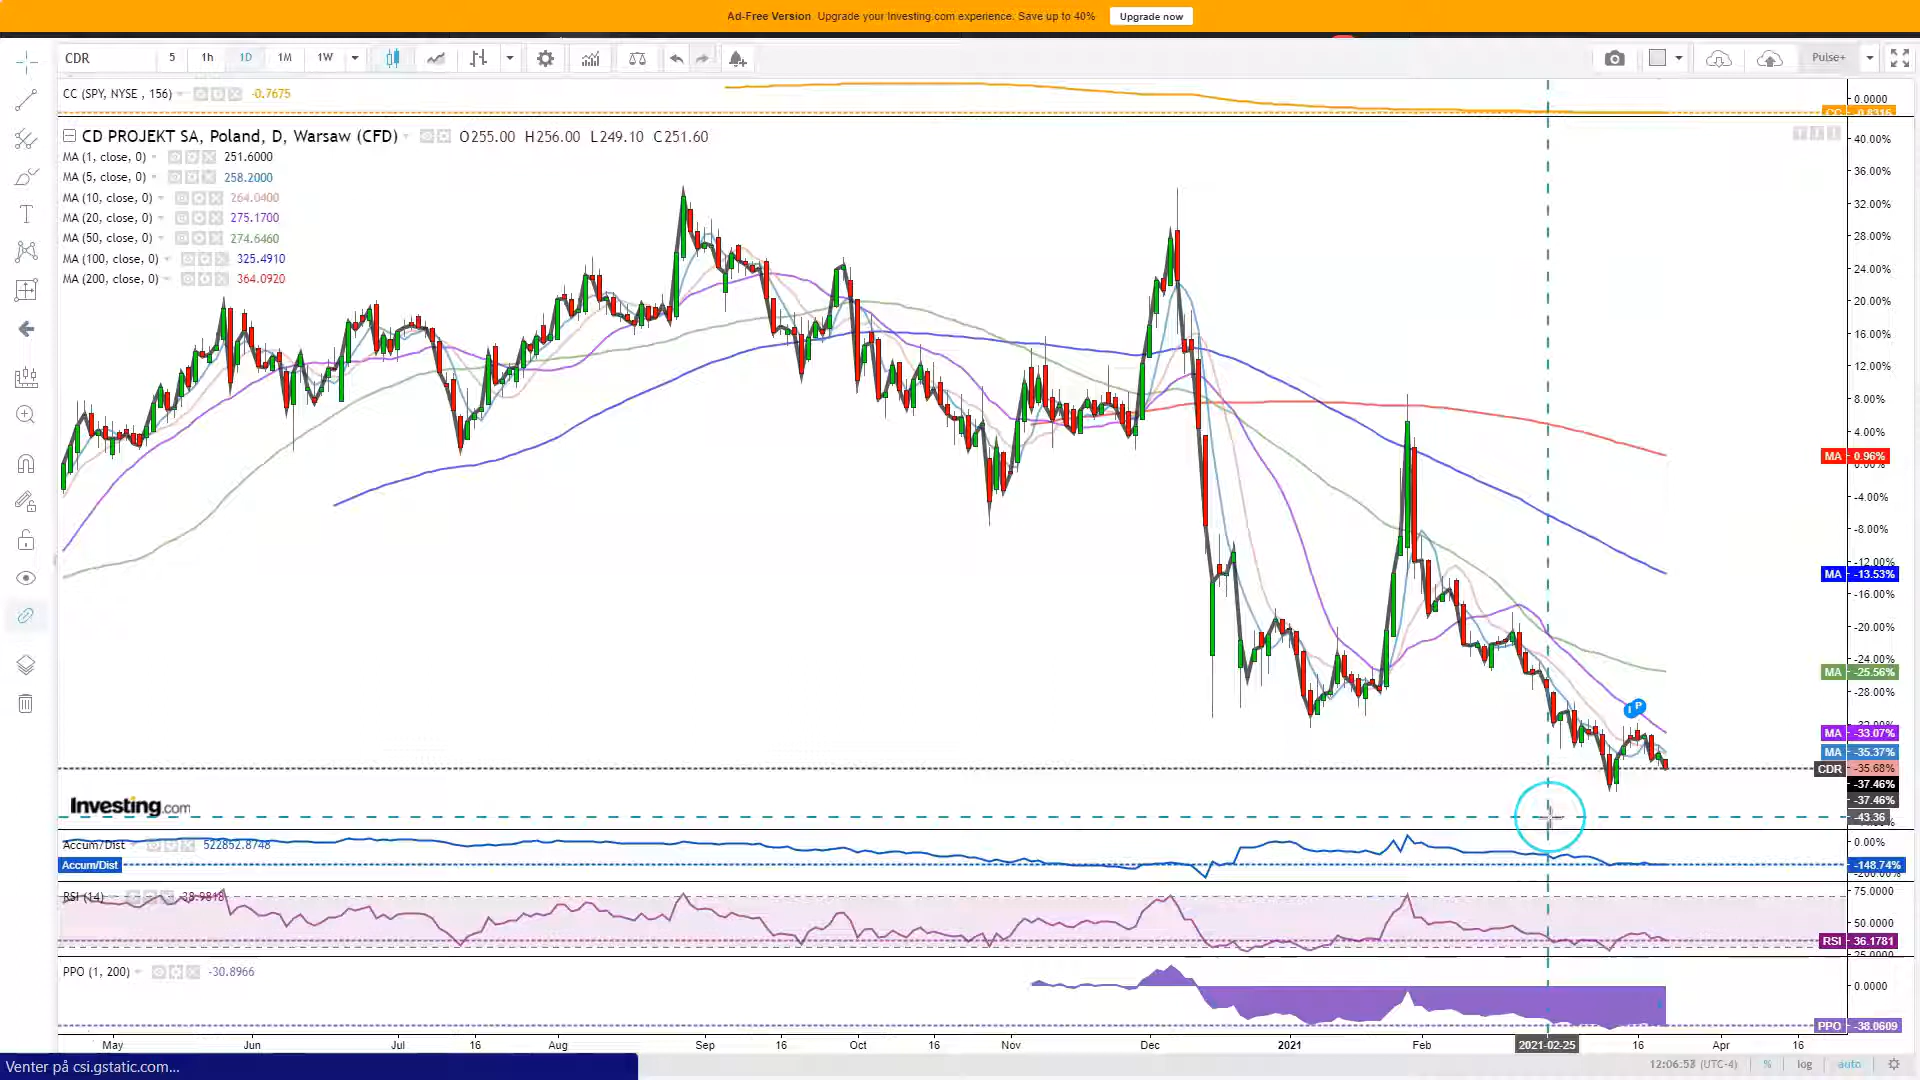 Ad-Free Version Upgrade your Investing.com experience. Save up to 40% Upgrade now
CDR 5 1h 1D 1M 1W Pulse+
CC (SPY, NYSE , 156) -0.7675
0.0000
CD PROJEKT SA, Poland, D, Warsaw (CFD) O255.00 H256.00 L249.10 C251.60
MA (1, close, 0) 251.6000
MA (5, close, 0) 258.2000
MA (10, close, 0) 264.0400
MA (20, close, 0) 275.1700
MA (50, close, 0) 274.6460
MA (100, close, 0) 325.4910
MA (200, close, 0) 364.0920
40.00%
36.00%
32.00%
28.00%
24.00%
20.00%
16.00%
12.00%
8.00%
4.00%
MA 0.96%
-4.00%
-8.00%
-12.00%
MA -13.53%
-16.00%
-20.00%
-24.00%
MA -25.56%
-28.00%
MA -33.07%
MA -35.37%
CDR -35.68%
-37.46%
-37.46%
-43.36
P
Investing.com
Accum/Dist 522852.8748
0.00%
Accum/Dist
-148.74%
RSI (14) 38.9818
75.0000
50.0000
RSI 36.1781
25.0000
PPO (1, 200) -30.8966
0.0000
PPO -38.0609
May Jun Jul 16 Aug Sep 16 Oct 16 Nov Dec 2021 Feb 2021-02-25 16 Apr 16
Venter på csi.gstatic.com...
12:06:53 (UTC-4) % log auto